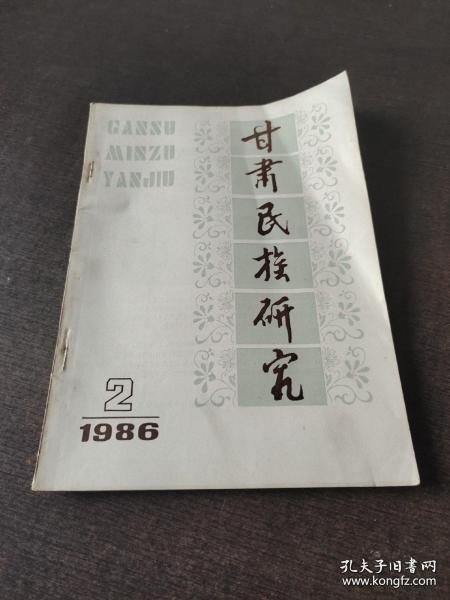 GANSU
MINZU
YANJIU
甘肃民族研究
2
1986
孔夫子旧书网
www.kongfz.com